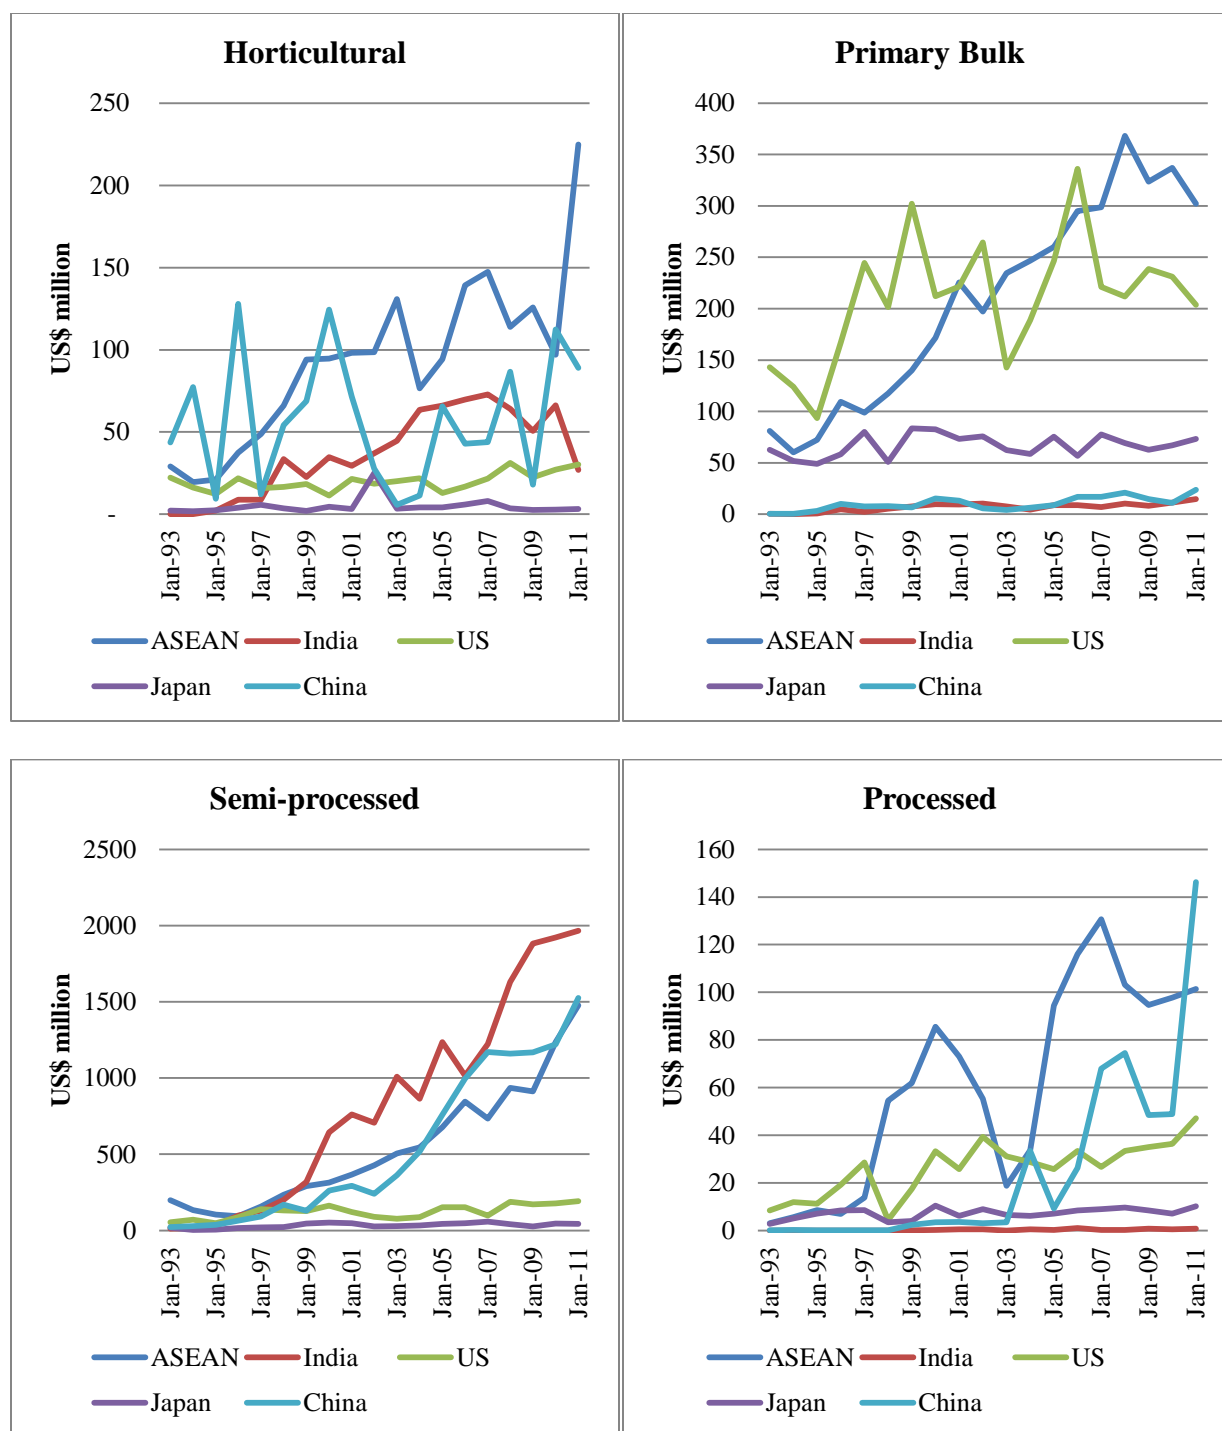 Horticultural
250
200
150
100
50
-
US$ million
Jan-93
Jan-95
Jan-97
Jan-99
Jan-01
Jan-03
Jan-05
Jan-07
Jan-09
Jan-11
ASEAN India US
Japan China
Primary Bulk
400
350
300
250
200
150
100
50
0
US$ million
Jan-93
Jan-95
Jan-97
Jan-99
Jan-01
Jan-03
Jan-05
Jan-07
Jan-09
Jan-11
ASEAN India US
Japan China
Semi-processed
2500
2000
1500
1000
500
0
US$ million
Jan-93
Jan-95
Jan-97
Jan-99
Jan-01
Jan-03
Jan-05
Jan-07
Jan-09
Jan-11
ASEAN India US
Japan China
Processed
160
140
120
100
80
60
40
20
0
US$ million
Jan-93
Jan-95
Jan-97
Jan-99
Jan-01
Jan-03
Jan-05
Jan-07
Jan-09
Jan-11
ASEAN India US
Japan China